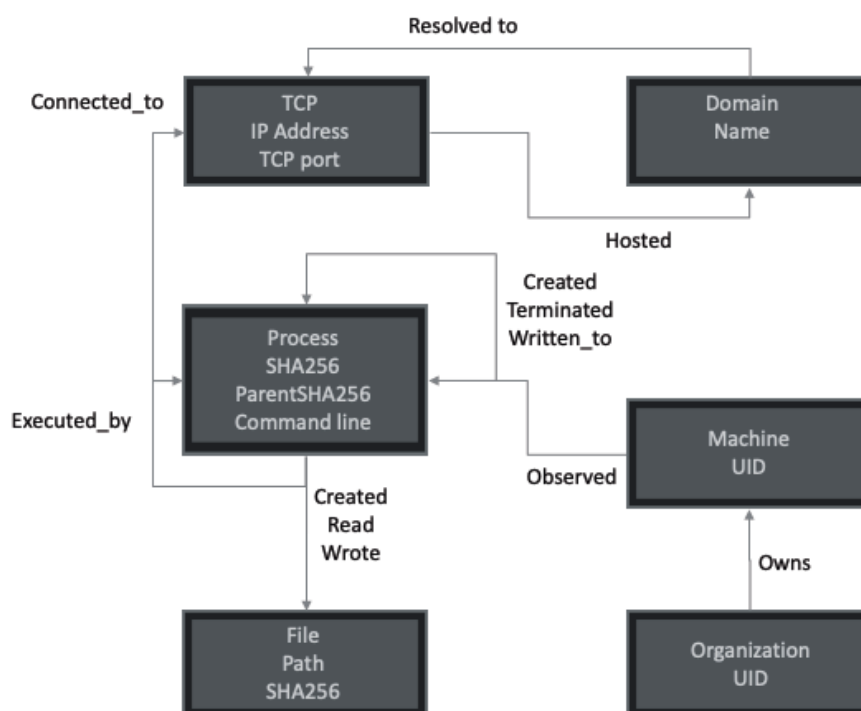 Resolved to
Connected_to
TCP
IP Address
TCP port
Domain
Name
Hosted
Created
Terminated
Written_to
Process
SHA256
ParentSHA256
Command line
Executed_by
Machine
UID
Observed
Created
Read
Wrote
Owns
File
Path
SHA256
Organization
UID